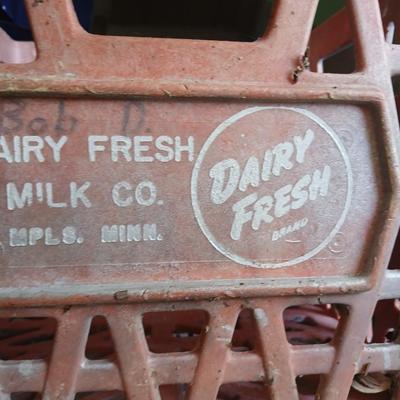 Bob D
AIRY FRESH
MILK CO.
MPLS. MINN.
DAIRY
FRESH
BRAND